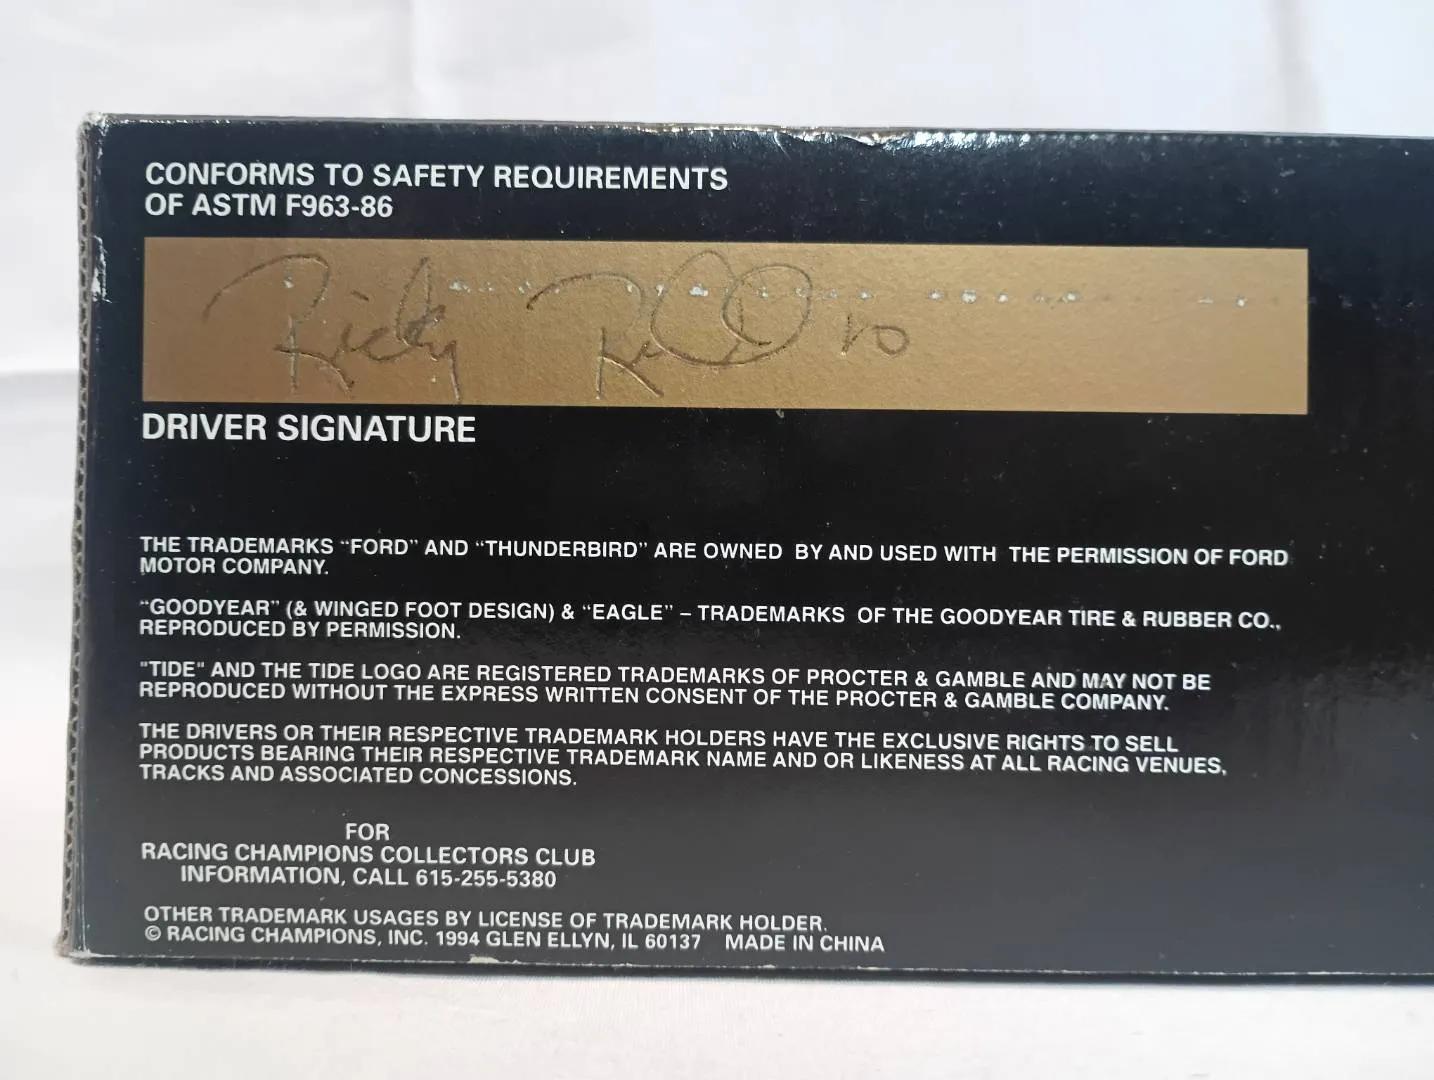 CONFORMS TO SAFETY REQUIREMENTS
OF ASTM F963-86
Ricky Rudd 10
DRIVER SIGNATURE
THE TRADEMARKS “FORD” AND “THUNDERBIRD” ARE OWNED BY AND USED WITH THE PERMISSION OF FORD
MOTOR COMPANY.
“GOODYEAR” (& WINGED FOOT DESIGN) & “EAGLE” – TRADEMARKS OF THE GOODYEAR TIRE & RUBBER CO.,
REPRODUCED BY PERMISSION.
"TIDE" AND THE TIDE LOGO ARE REGISTERED TRADEMARKS OF PROCTER & GAMBLE AND MAY NOT BE
REPRODUCED WITHOUT THE EXPRESS WRITTEN CONSENT OF THE PROCTER & GAMBLE COMPANY.
THE DRIVERS OR THEIR RESPECTIVE TRADEMARK HOLDERS HAVE THE EXCLUSIVE RIGHTS TO SELL
PRODUCTS BEARING THEIR RESPECTIVE TRADEMARK NAME AND OR LIKENESS AT ALL RACING VENUES,
TRACKS AND ASSOCIATED CONCESSIONS.
FOR
RACING CHAMPIONS COLLECTORS CLUB
INFORMATION, CALL 615-255-5380
OTHER TRADEMARK USAGES BY LICENSE OF TRADEMARK HOLDER.
© RACING CHAMPIONS, INC. 1994 GLEN ELLYN, IL 60137 MADE IN CHINA